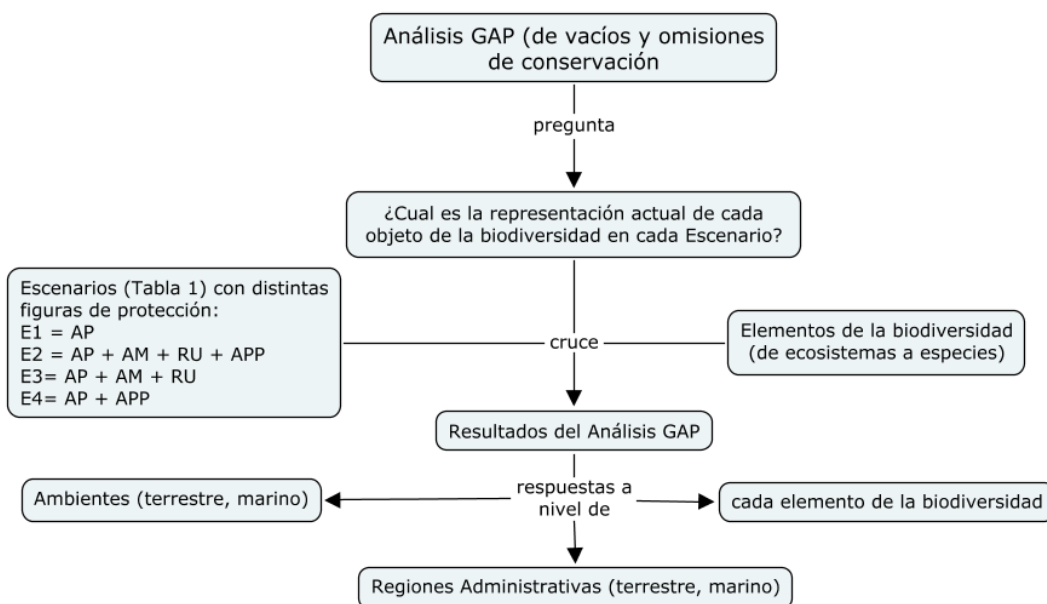 Análisis GAP (de vacíos y omisiones
de conservación
pregunta
¿Cual es la representación actual de cada
objeto de la biodiversidad en cada Escenario?
Escenarios (Tabla 1) con distintas
figuras de protección:
E1 = AP
E2 = AP + AM + RU + APP
E3= AP + AM + RU
E4= AP + APP
cruce
Elementos de la biodiversidad
(de ecosistemas a especies)
Resultados del Análisis GAP
respuestas a
nivel de
Ambientes (terrestre, marino)
cada elemento de la biodiversidad
Regiones Administrativas (terrestre, marino)